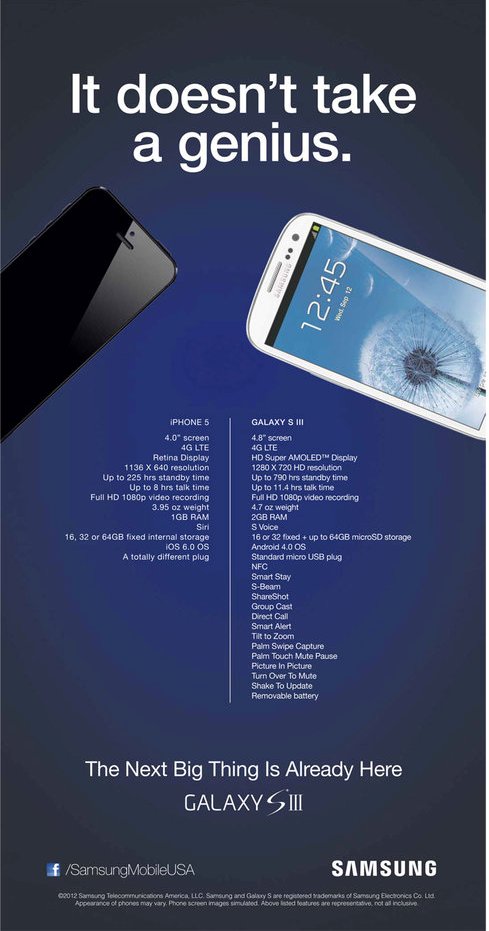 It doesn't take
a genius.
SAMSUNG
12:45
Wed, Sep 12
iPHONE 5
4.0" screen
4G LTE
Retina Display
1136 X 640 resolution
Up to 225 hrs standby time
Up to 8 hrs talk time
Full HD 1080p video recording
3.95 oz weight
1GB RAM
Siri
16, 32 or 64GB fixed internal storage
iOS 6.0 OS
A totally different plug
GALAXY S III
4.8" screen
4G LTE
HD Super AMOLED™ Display
1280 X 720 HD resolution
Up to 790 hrs standby time
Up to 11.4 hrs talk time
Full HD 1080p video recording
4.7 oz weight
2GB RAM
S Voice
16 or 32 fixed + up to 64GB microSD storage
Android 4.0 OS
Standard micro USB plug
NFC
Smart Stay
S-Beam
ShareShot
Group Cast
Direct Call
Smart Alert
Tilt to Zoom
Palm Swipe Capture
Palm Touch Mute Pause
Picture In Picture
Turn Over To Mute
Shake To Update
Removable battery
The Next Big Thing Is Already Here
GALAXY S III
f /SamsungMobileUSA
SAMSUNG
©2012 Samsung Telecommunications America, LLC. Samsung and Galaxy S are registered trademarks of Samsung Electronics Co. Ltd.
Appearance of phones may vary. Phone screen images simulated. Above listed features are representative, not all inclusive.